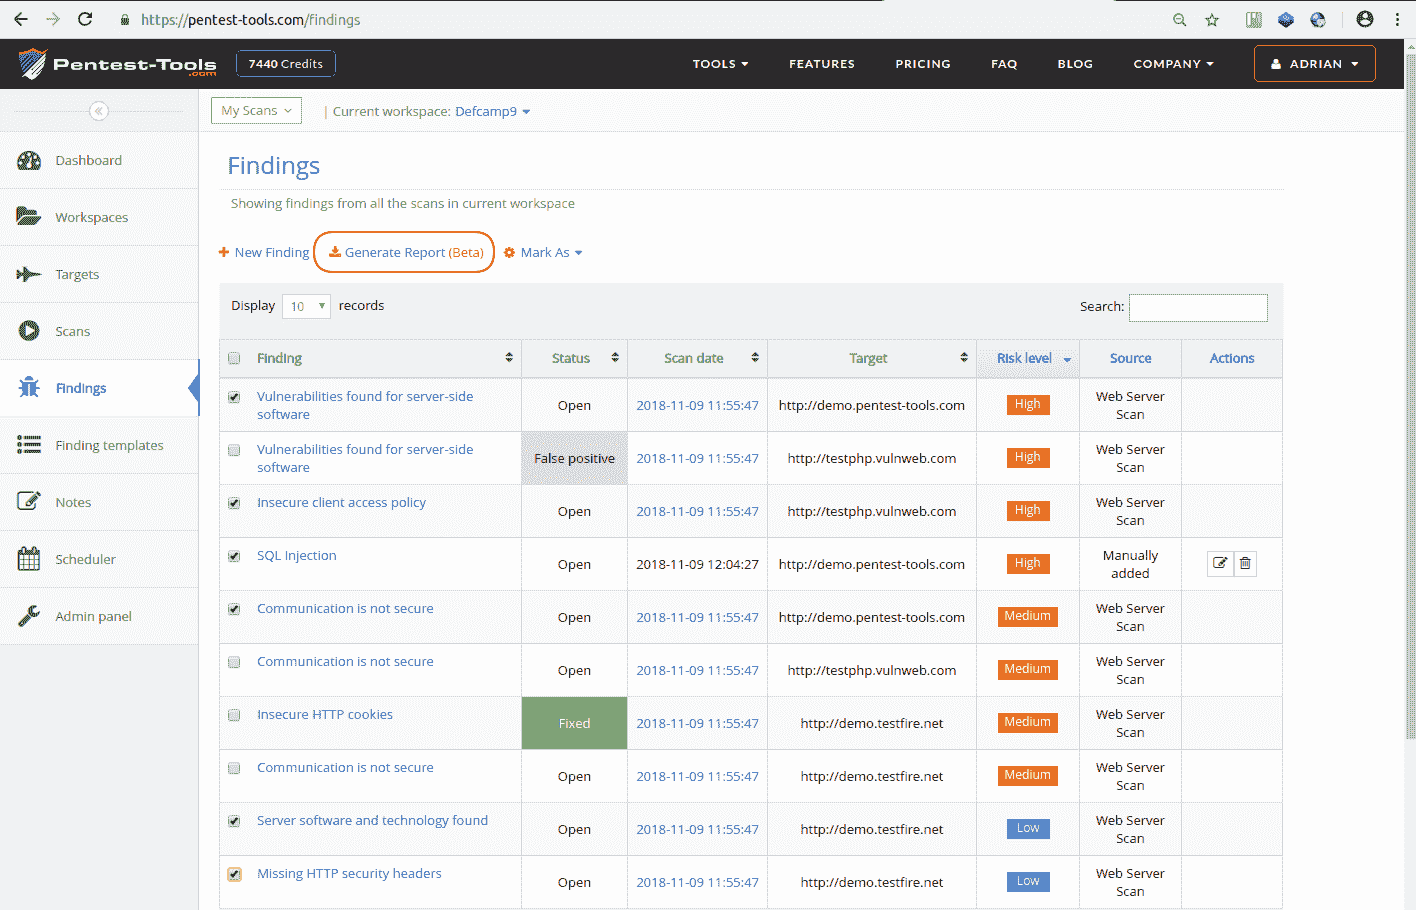 https://pentest-tools.com/findings
Pentest-Tools
.com
7440 Credits
TOOLS
FEATURES
PRICING
FAQ
BLOG
COMPANY
ADRIAN
My Scans
| Current workspace: Defcamp9
Dashboard
Workspaces
Targets
Scans
Findings
Finding templates
Notes
Scheduler
Admin panel
Findings
Showing findings from all the scans in current workspace
New Finding
Generate Report (Beta)
Mark As
Display 10 records
Search:
Finding Status Scan date Target Risk level Source Actions
Vulnerabilities found for server-side
software
Open
2018-11-09 11:55:47
http://demo.pentest-tools.com
High
Web Server
Scan
Vulnerabilities found for server-side
software
False positive
2018-11-09 11:55:47
http://testphp.vulnweb.com
High
Web Server
Scan
Insecure client access policy
Open
2018-11-09 11:55:47
http://testphp.vulnweb.com
High
Web Server
Scan
SQL Injection
Open
2018-11-09 12:04:27
http://demo.pentest-tools.com
High
Manually
added
Communication is not secure
Open
2018-11-09 11:55:47
http://demo.pentest-tools.com
Medium
Web Server
Scan
Communication is not secure
Open
2018-11-09 11:55:47
http://testphp.vulnweb.com
Medium
Web Server
Scan
Insecure HTTP cookies
Fixed
2018-11-09 11:55:47
http://demo.testfire.net
Medium
Web Server
Scan
Communication is not secure
Open
2018-11-09 11:55:47
http://demo.testfire.net
Medium
Web Server
Scan
Server software and technology found
Open
2018-11-09 11:55:47
http://demo.testfire.net
Low
Web Server
Scan
Missing HTTP security headers
Open
2018-11-09 11:55:47
http://demo.testfire.net
Low
Web Server
Scan